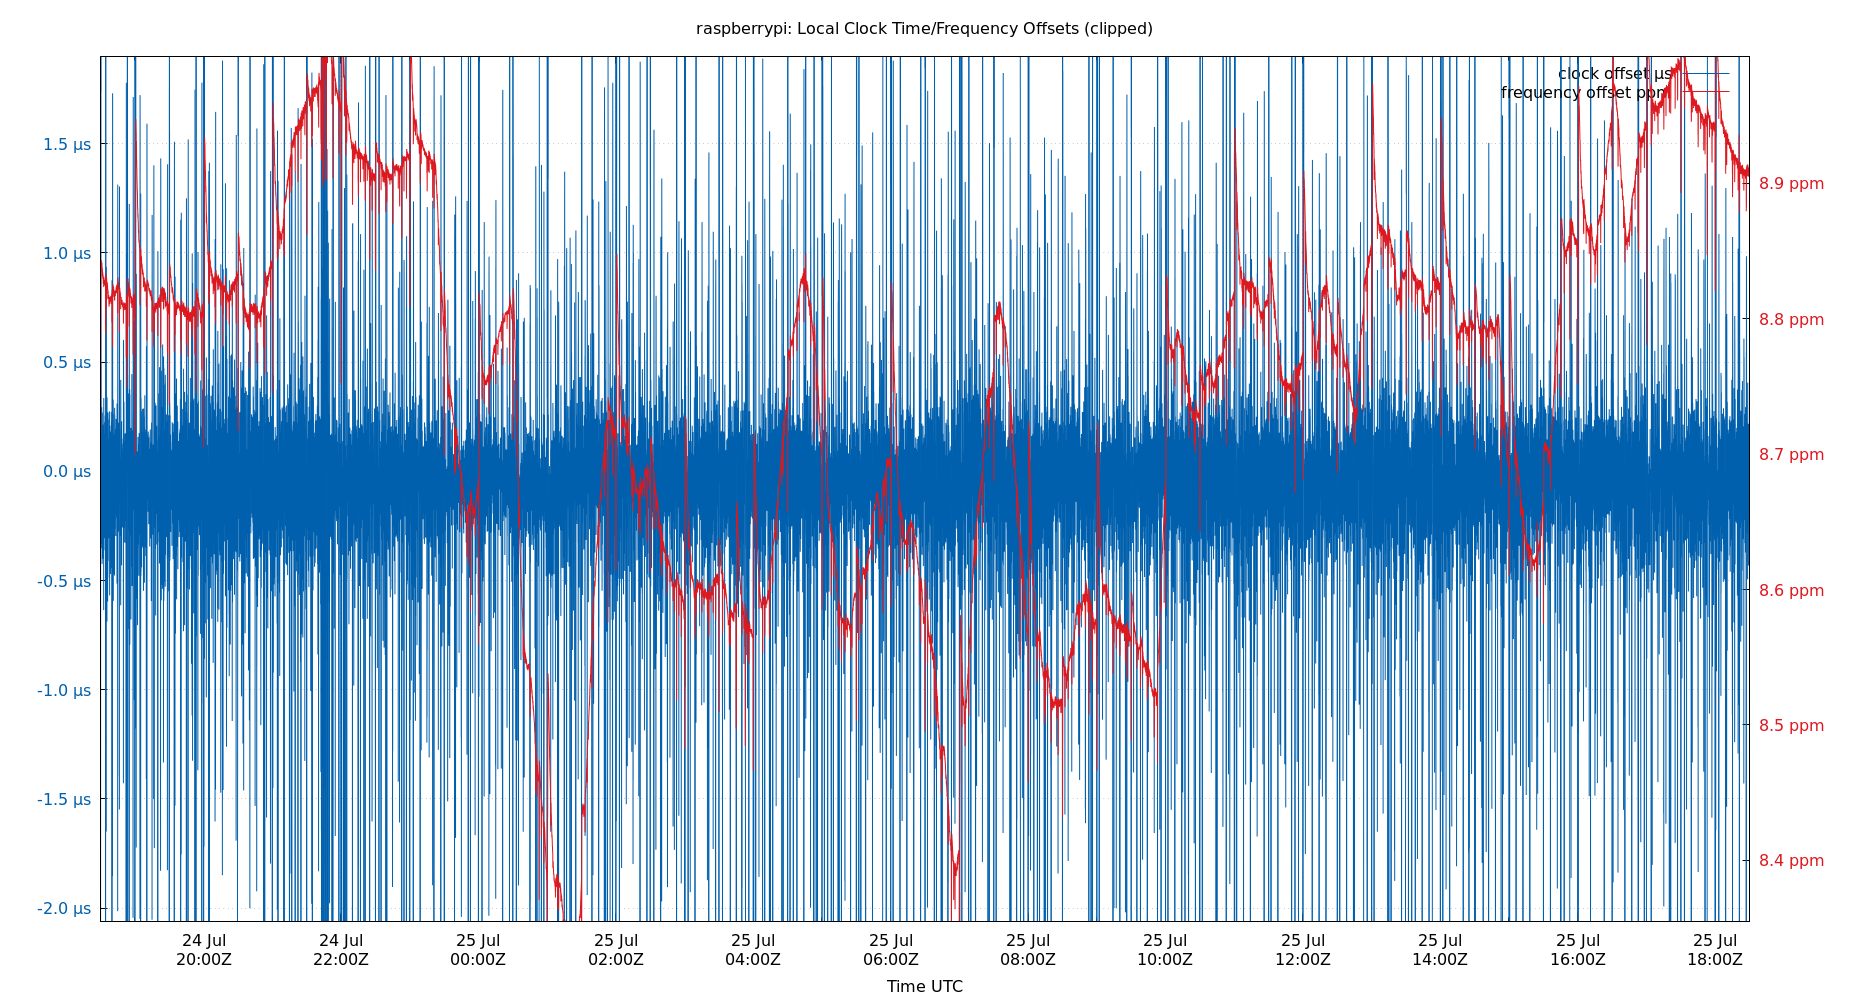 raspberrypi: Local Clock Time/Frequency Offsets (clipped)
clock offset µs
frequency offset ppm
1.5 µs
1.0 µs
0.5 µs
0.0 µs
-0.5 µs
-1.0 µs
-1.5 µs
-2.0 µs
8.9 ppm
8.8 ppm
8.7 ppm
8.6 ppm
8.5 ppm
8.4 ppm
24 Jul 24 Jul 25 Jul 25 Jul 25 Jul 25 Jul 25 Jul 25 Jul 25 Jul 25 Jul 25 Jul 25 Jul
20:00Z 22:00Z 00:00Z 02:00Z 04:00Z 06:00Z 08:00Z 10:00Z 12:00Z 14:00Z 16:00Z 18:00Z
Time UTC